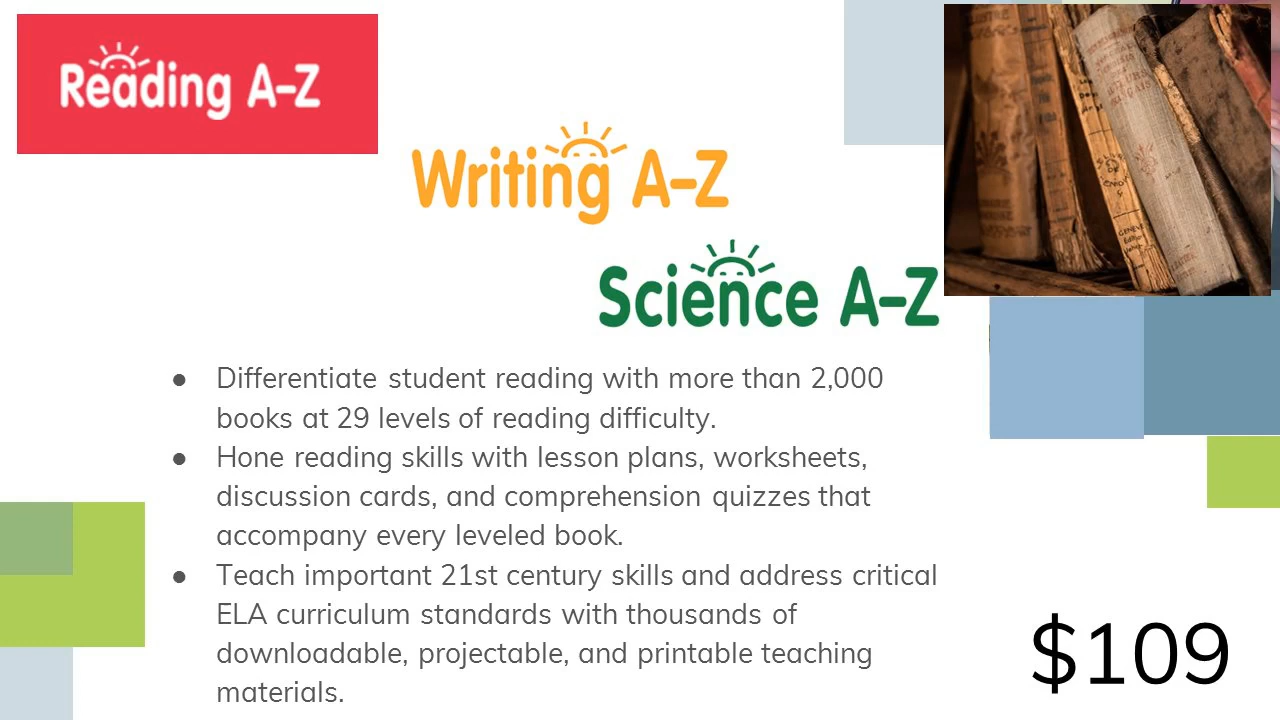 Reading A-Z
Writing A-Z
Science A-Z
● Differentiate student reading with more than 2,000
books at 29 levels of reading difficulty.
● Hone reading skills with lesson plans, worksheets,
discussion cards, and comprehension quizzes that
accompany every leveled book.
● Teach important 21st century skills and address critical
ELA curriculum standards with thousands of
downloadable, projectable, and printable teaching
materials.
$109